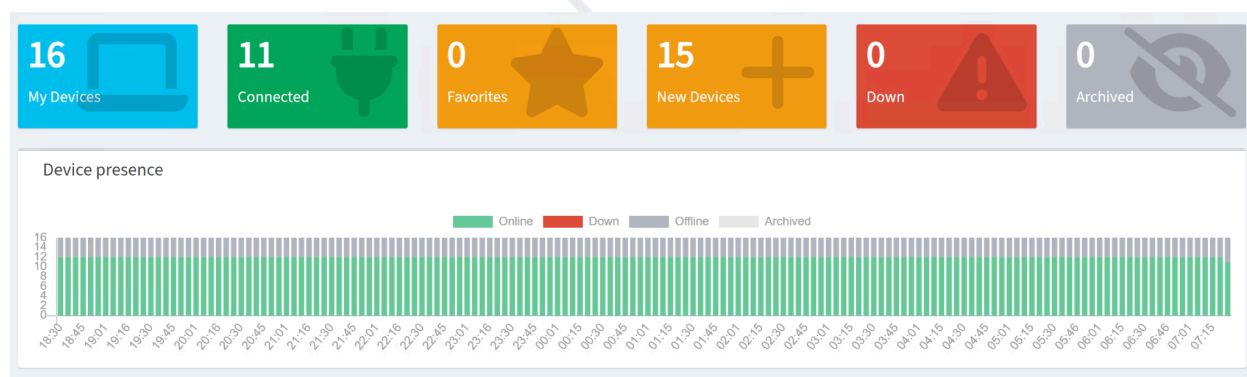 16
My Devices
11
Connected
0
Favorites
15
New Devices
0
Down
0
Archived
Device presence
Online Down Offline Archived
16
14
12
10
8
6
4
2
0
18:30 18:45 19:01 19:16 19:30 19:45 20:01 20:16 20:30 20:45 21:01 21:16 21:30 21:45 22:01 22:16 22:30 22:45 23:01 23:16 23:30 23:45 00:01 00:15 00:30 00:45 01:01 01:15 01:30 01:45 02:01 02:15 02:30 02:45 03:01 03:15 03:30 03:45 04:01 04:15 04:30 04:45 05:01 05:15 05:30 05:46 06:01 06:15 06:30 06:46 07:01 07:15